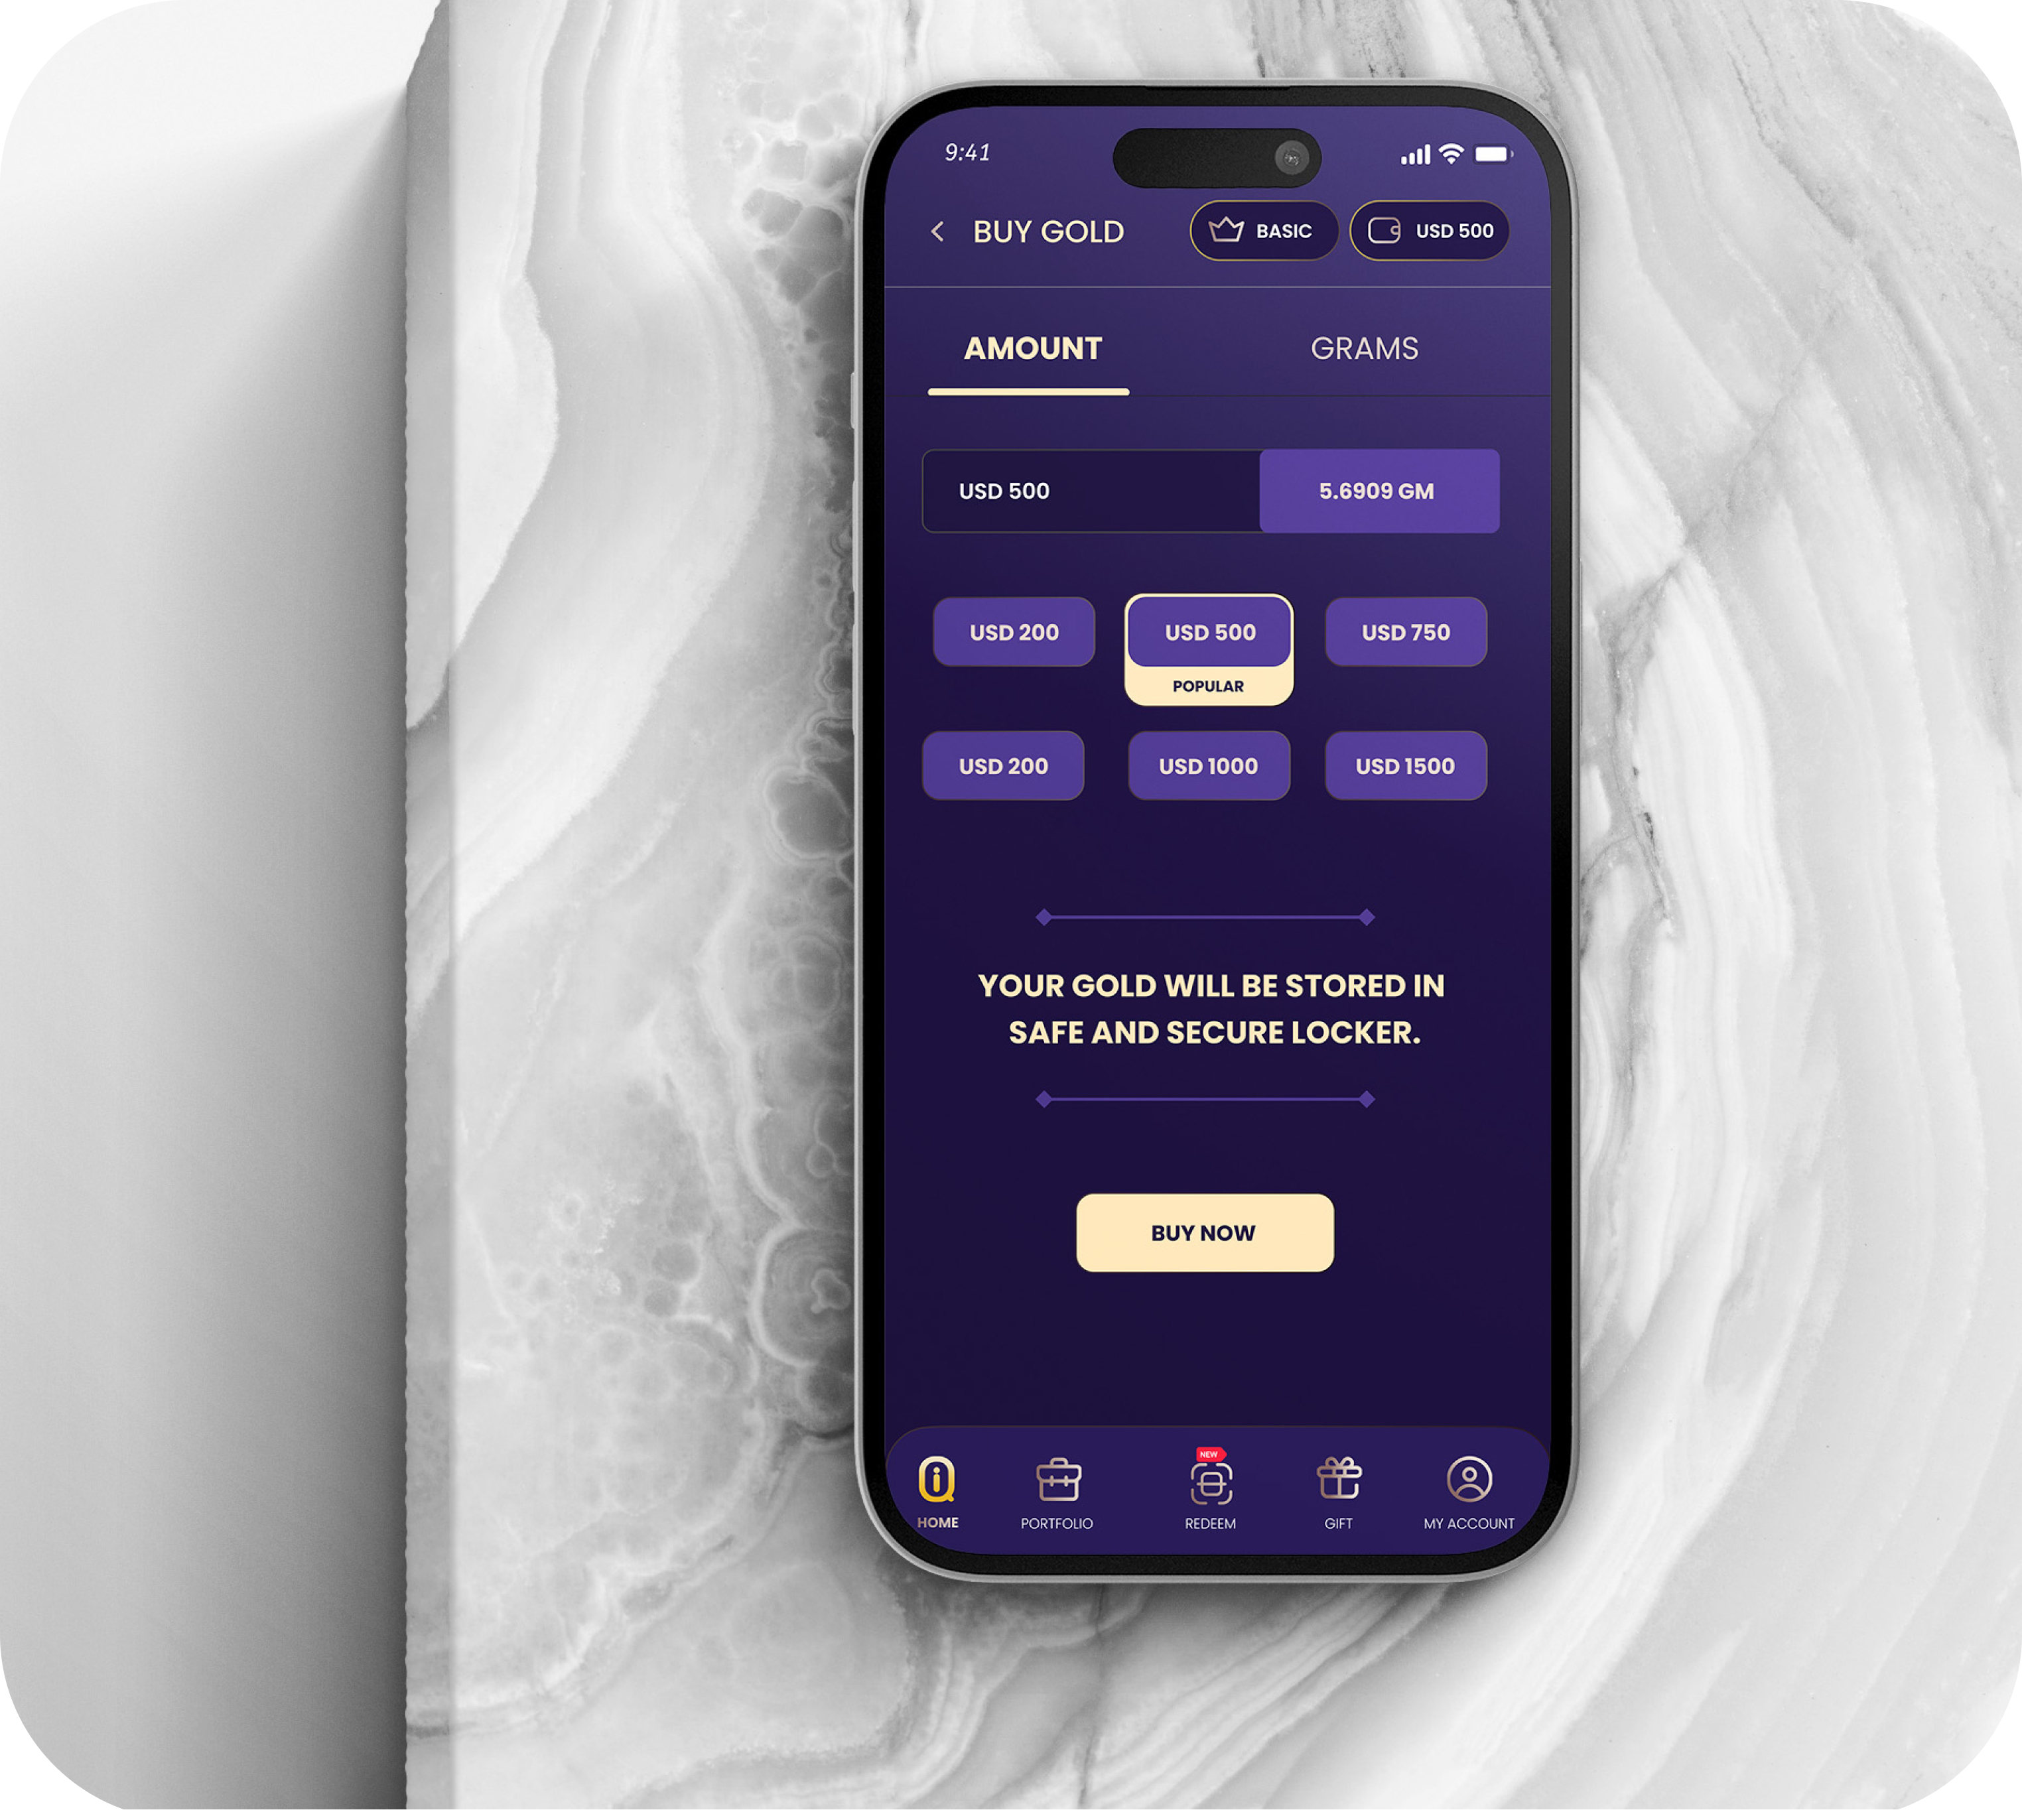 9:41
BUY GOLD
BASIC
USD 500
AMOUNT
GRAMS
USD 500
5.6909 GM
USD 200
USD 500
USD 750
POPULAR
USD 200
USD 1000
USD 1500
YOUR GOLD WILL BE STORED IN
SAFE AND SECURE LOCKER.
BUY NOW
NEW
HOME
PORTFOLIO
REDEEM
GIFT
MY ACCOUNT